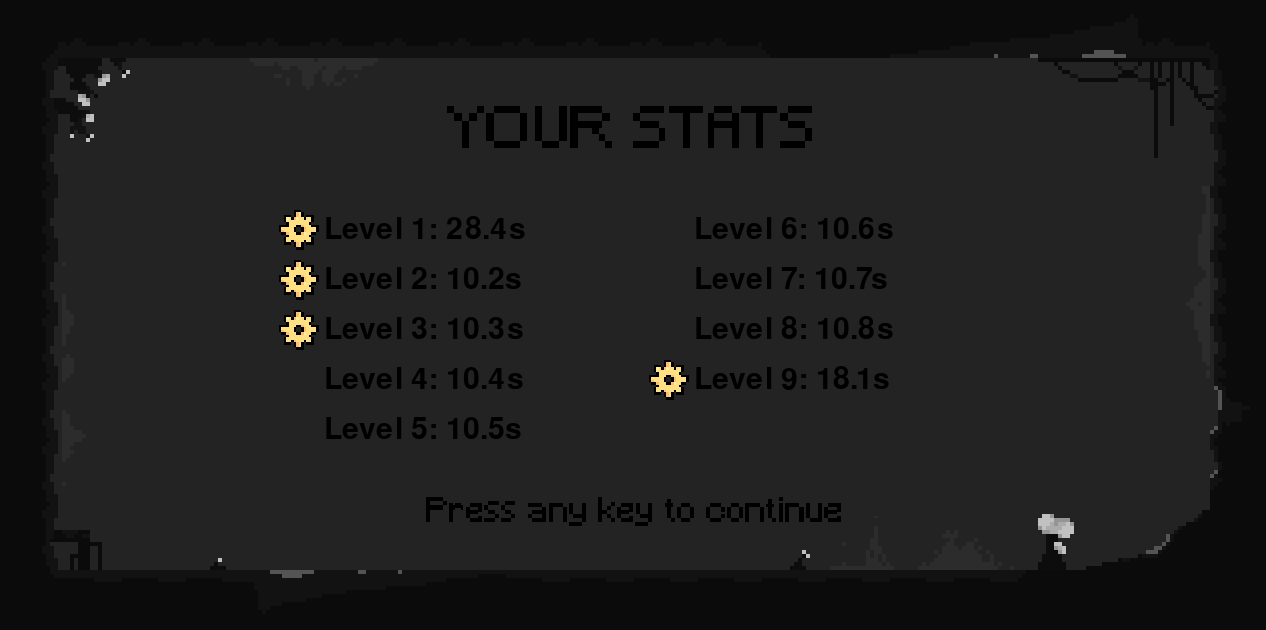 YOUR STATS
Level 1: 28.4s
Level 2: 10.2s
Level 3: 10.3s
Level 4: 10.4s
Level 5: 10.5s
Level 6: 10.6s
Level 7: 10.7s
Level 8: 10.8s
Level 9: 18.1s
Press any key to continue